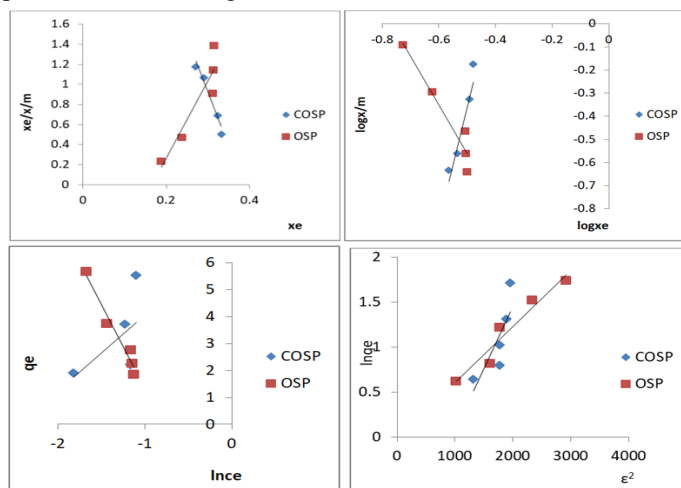 1.6
1.4
1.2
1
0.8
0.6
0.4
0.2
0
xe/x/m
0
0.2
0.4
xe
COSP
OSP
-0.8
-0.6
-0.4
-0.2
0
0
-0.1
-0.2
-0.3
-0.4
-0.5
-0.6
-0.7
-0.8
logx/m
logxe
COSP
OSP
6
5
4
3
2
1
0
qe
-2
-1
0
lnce
COSP
OSP
2
1.5
1
0.5
0
lnqe
0
1000
2000
3000
4000
ε²
COSP
OSP